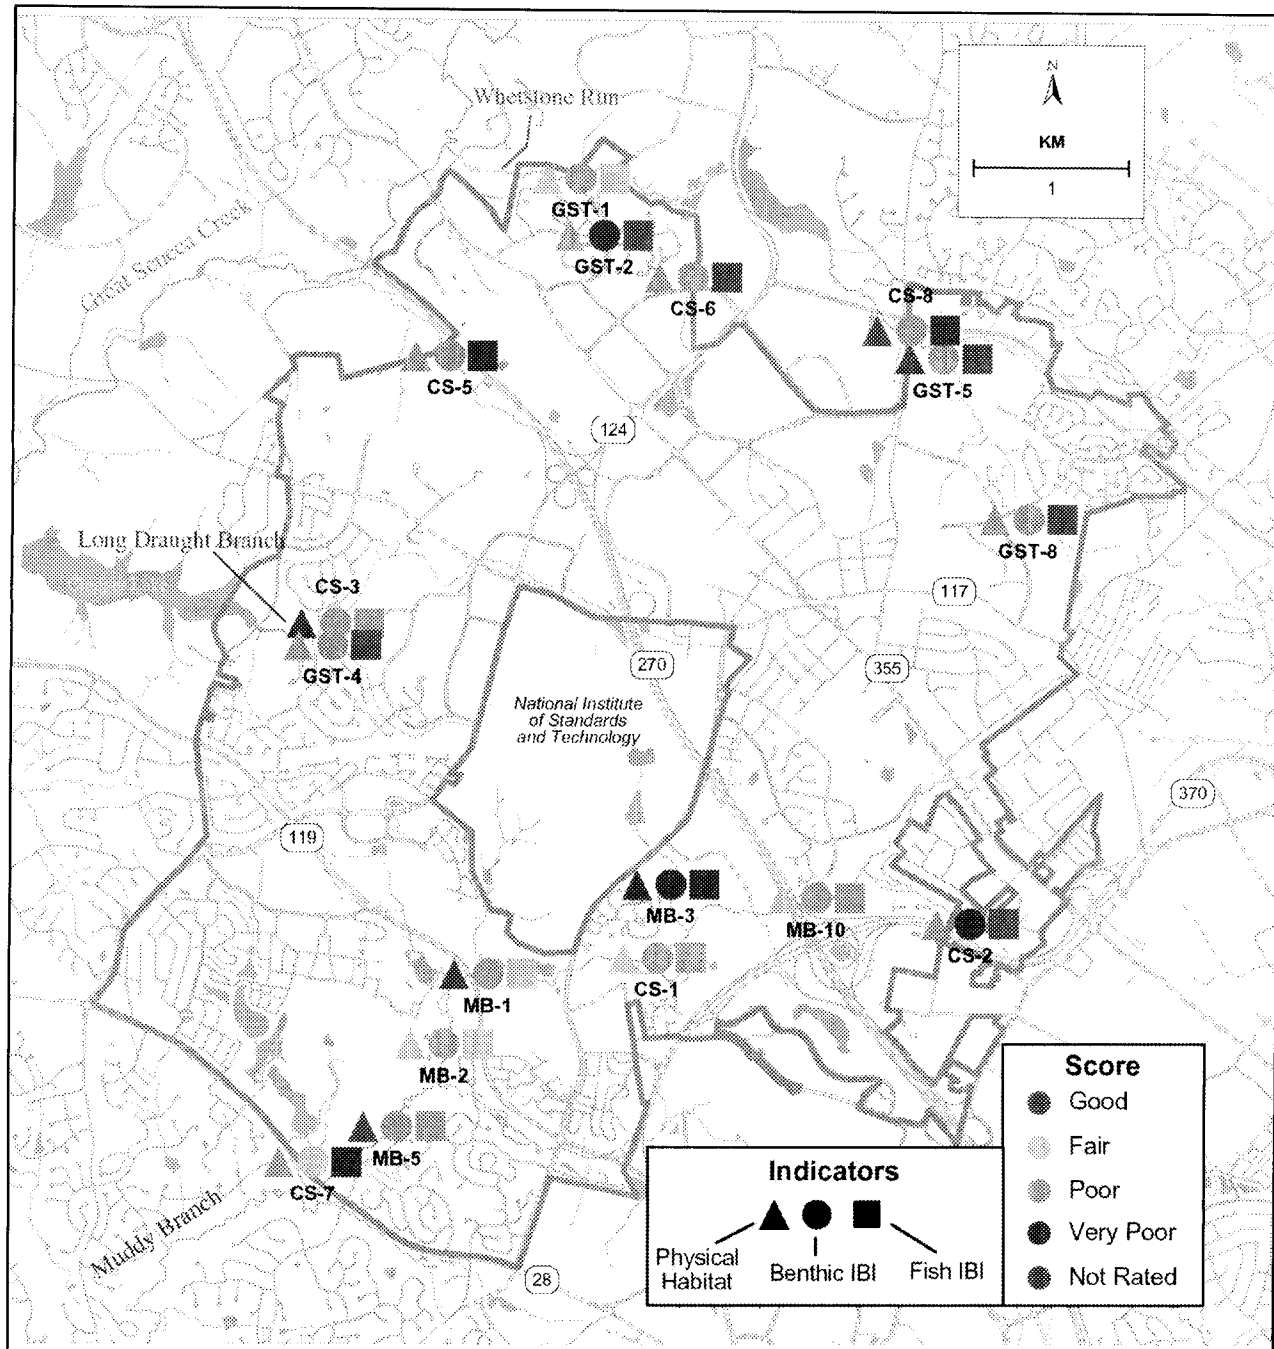 N
KM
1
Whetstone Run
GST-1
GST-2
Great Seneca Creek
CS-6
CS-8
CS-5
GST-5
124
Long Draught Branch
GST-8
CS-3
117
GST-4
270
355
National Institute
of Standards
and Technology
370
119
MB-3
MB-10
CS-2
CS-1
MB-1
MB-2
MB-5
CS-7
Muddy Branch
28
Indicators
Physical
Habitat
Benthic IBI
Fish IBI
Score
Good
Fair
Poor
Very Poor
Not Rated